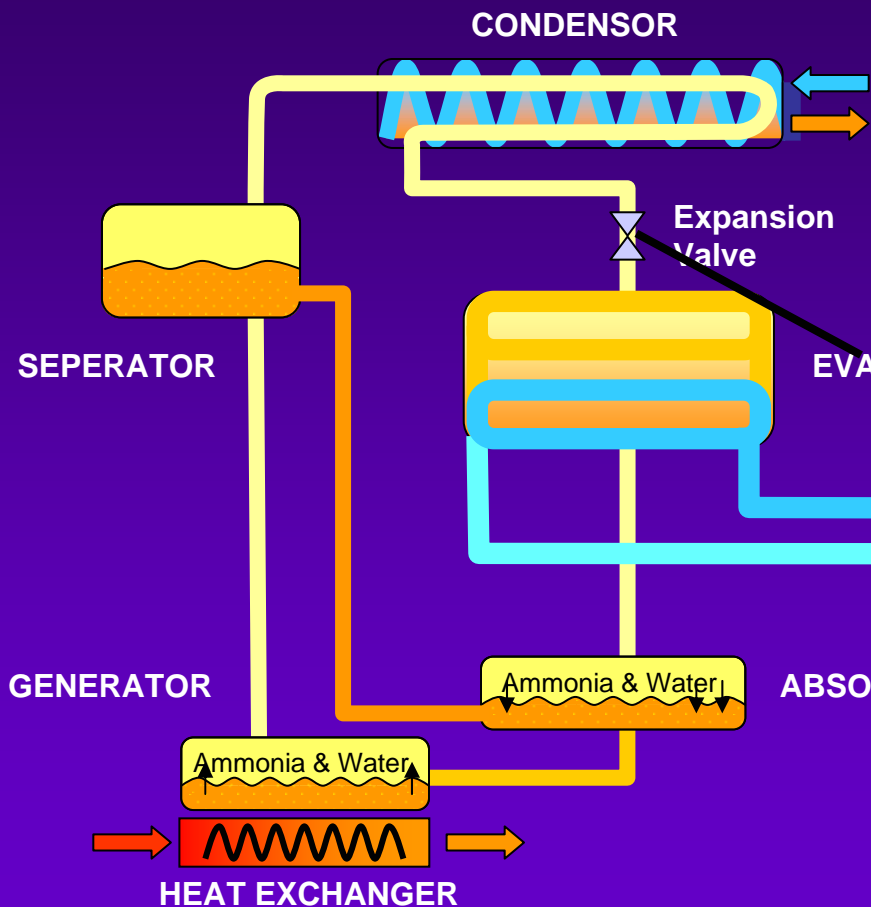 CONDENSOR
Expansion
Valve
SEPERATOR
EVA
GENERATOR
Ammonia & Water
ABSO
Ammonia & Water
HEAT EXCHANGER